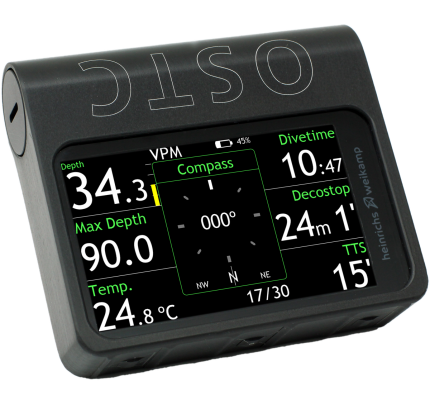 OSTC
VPM
45%
Depth
34.3
Compass
Divetime
10:47
Max Depth
90.0
000°
Decostop
24m 1'
Temp.
24.8 °C
NW
N
NE
17/30
TTS
15'
heinrichs weikamp